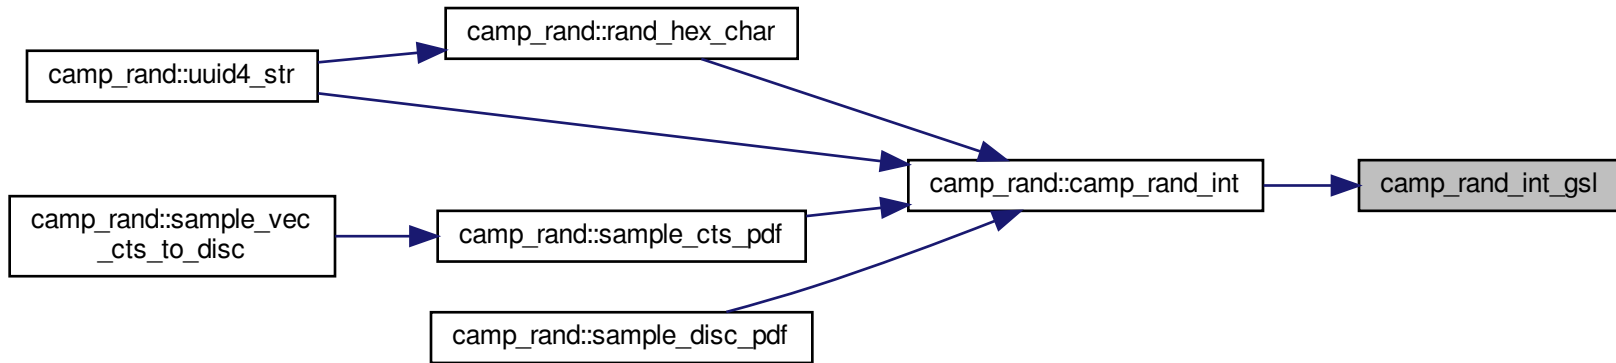 camp_rand::rand_hex_char
camp_rand::uuid4_str
camp_rand::camp_rand_int
camp_rand_int_gsl
camp_rand::sample_vec
_cts_to_disc
camp_rand::sample_cts_pdf
camp_rand::sample_disc_pdf